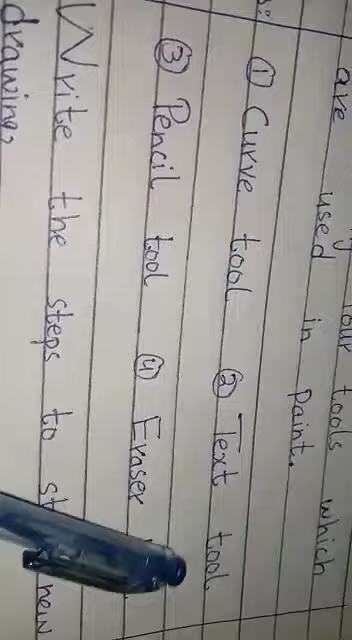 four tools which
are used in paint.
① Curve tool ② Text tool
③ Pencil tool ④ Eraser
Write the steps to new
drawing.